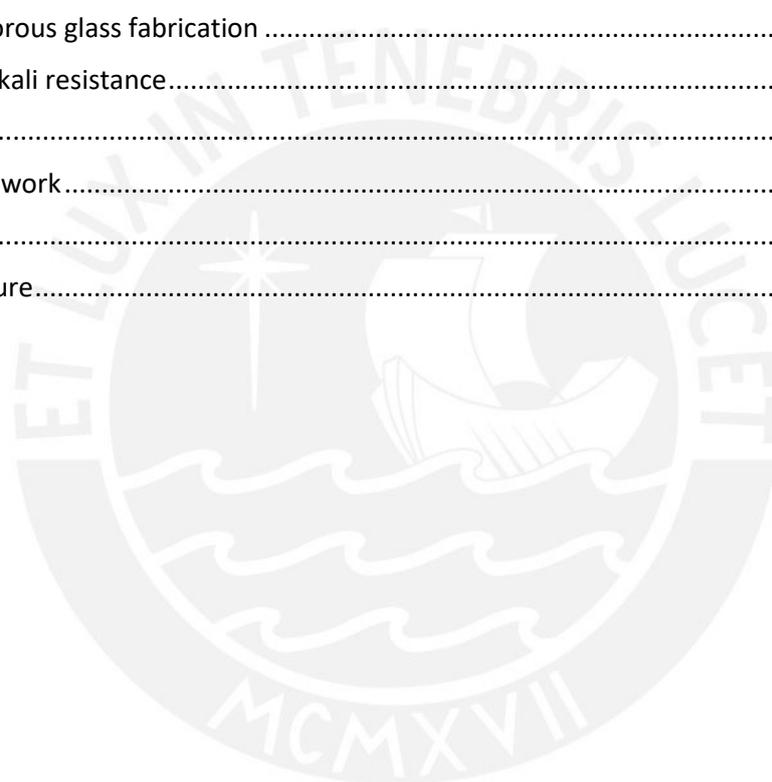 orous glass fabrication ........................................................................................
kali resistance.........................................................................................................
....................................................................................................................................
work ..........................................................................................................................
....................................................................................................................................
ure...............................................................................................................................
ET LUX IN TENEBRIS LUCET
MCMXVII